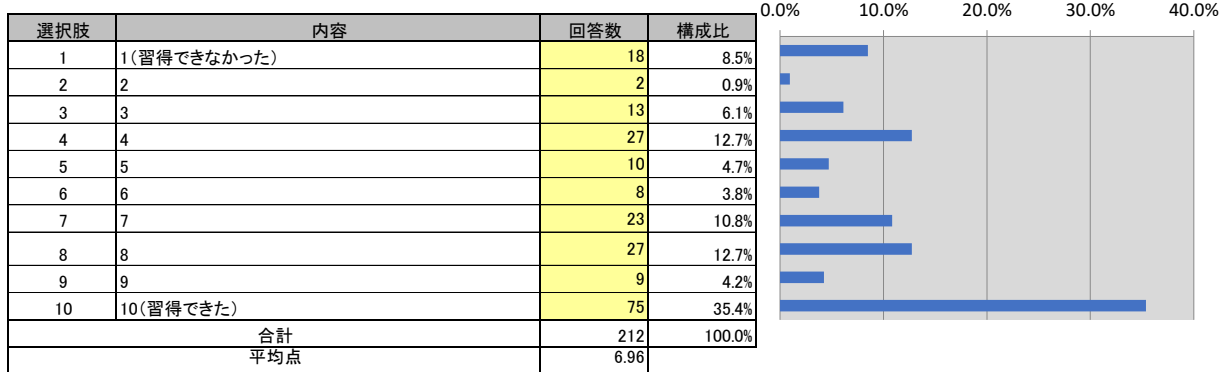 0.0% 10.0% 20.0% 30.0% 40.0%
選択肢 内容 回答数 構成比
1 1(習得できなかった) 18 8.5%
2 2 2 0.9%
3 3 13 6.1%
4 4 27 12.7%
5 5 10 4.7%
6 6 8 3.8%
7 7 23 10.8%
8 8 27 12.7%
9 9 9 4.2%
10 10(習得できた) 75 35.4%
合計 212 100.0%
平均点 6.96